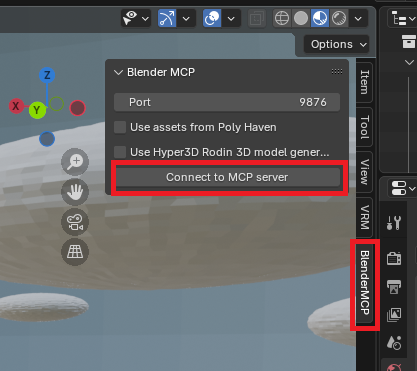 Options
Z
X
Y
Blender MCP
Port 9876
Use assets from Poly Haven
Use Hyper3D Rodin 3D model gener...
Connect to MCP server
Item
Tool
View
VRM
BlenderMCP